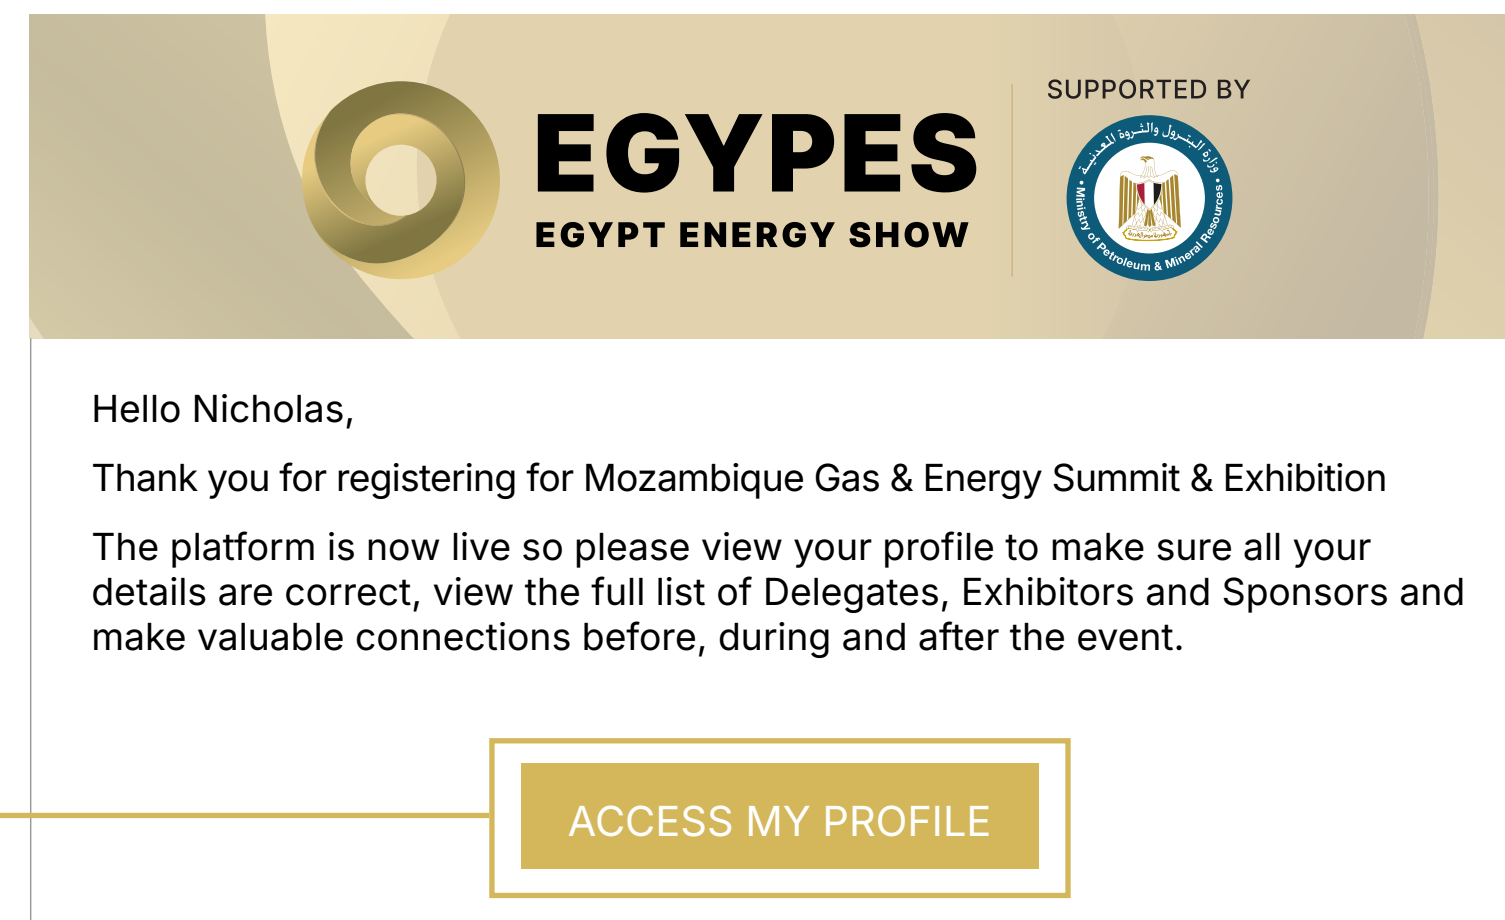 EGYPES
EGYPT ENERGY SHOW
SUPPORTED BY
وزارة البترول والثروة المعدنية
• Ministry of Petroleum & Mineral Resources •
Hello Nicholas,
Thank you for registering for Mozambique Gas & Energy Summit & Exhibition
The platform is now live so please view your profile to make sure all your
details are correct, view the full list of Delegates, Exhibitors and Sponsors and
make valuable connections before, during and after the event.
ACCESS MY PROFILE